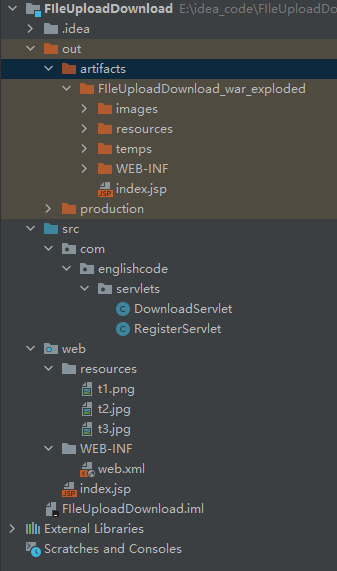 FIleUploadDownload E:\idea_code\FIleUploadDo
.idea
out
artifacts
FIleUploadDownload_war_exploded
images
resources
temps
WEB-INF
index.jsp
production
src
com
englishcode
servlets
DownloadServlet
RegisterServlet
web
resources
t1.png
t2.jpg
t3.jpg
WEB-INF
web.xml
index.jsp
FIleUploadDownload.iml
External Libraries
Scratches and Consoles